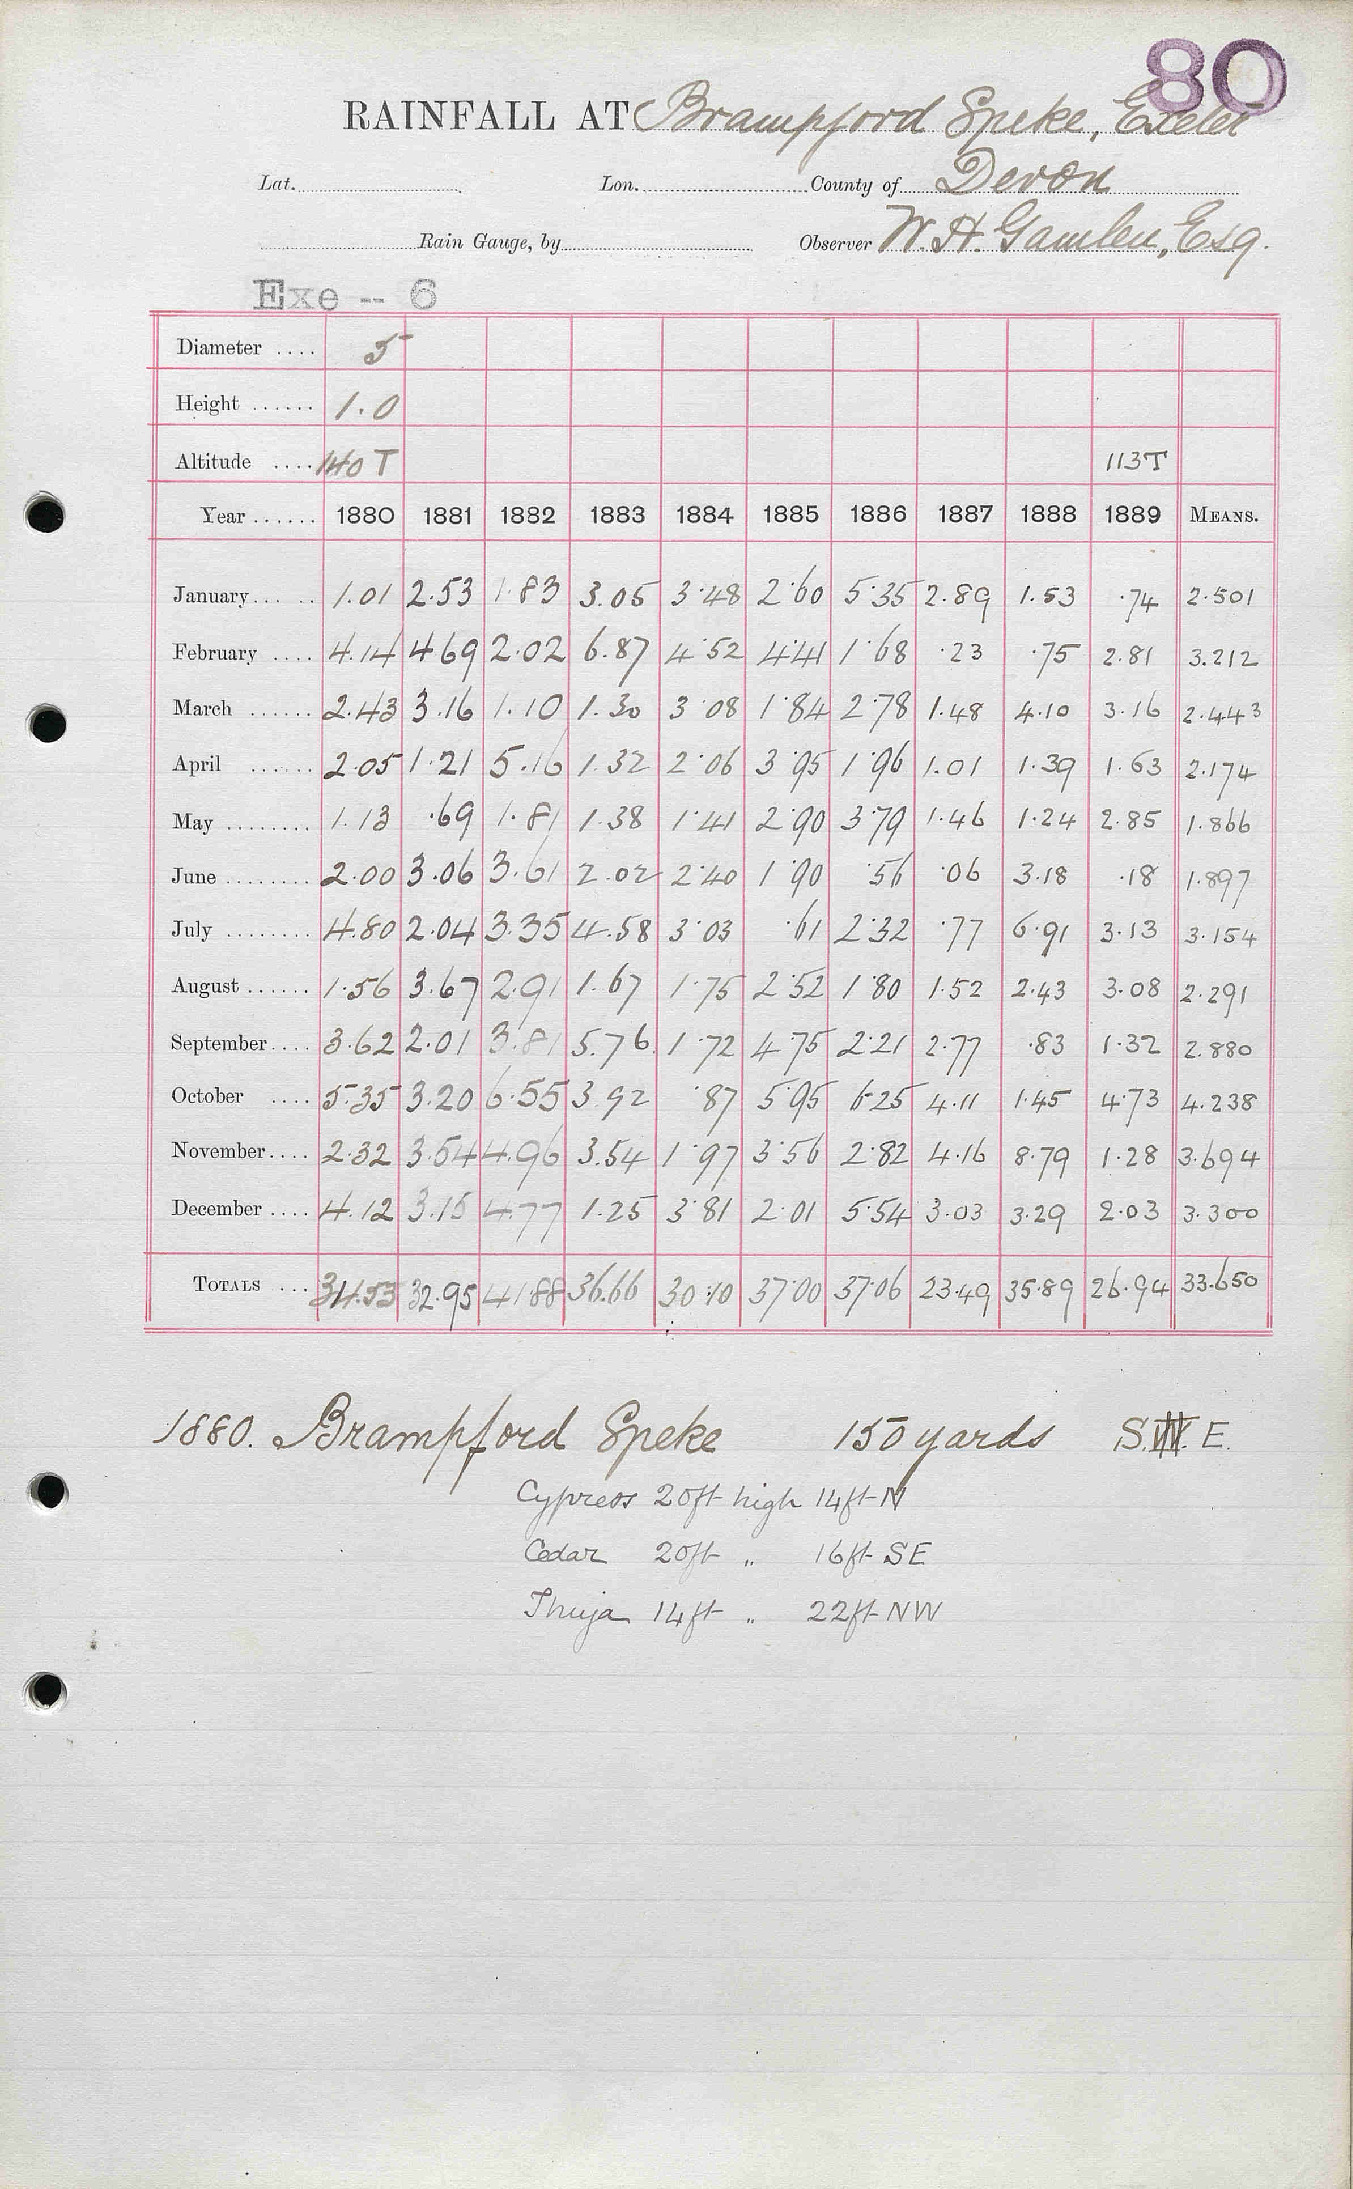 80
RAINFALL AT Brampford Speke, Exeter
Lat. Lon. County of Devon
Rain Gauge, by Observer W. H. Gamlen, Esq.
Exe -- 6
Diameter .... 5
Height ...... 1.0
Altitude .... 140 T 113T
Year ...... 1880 1881 1882 1883 1884 1885 1886 1887 1888 1889 MEANS.
January... .. 1.01 2.53 1.83 3.05 3.48 2.60 5.35 2.89 1.53 .74 2.501
February .... 4.14 4.69 2.02 6.87 4.52 4.41 1.68 .23 .75 2.81 3.212
March ...... 2.43 3.16 1.10 1.30 3.08 1.84 2.78 1.48 4.10 3.16 2.443
April ...... 2.05 1.21 5.16 1.32 2.06 3.95 1.96 1.01 1.39 1.63 2.174
May ........ 1.13 .69 1.81 1.38 1.41 2.90 3.79 1.46 1.24 2.85 1.866
June ........ 2.00 3.06 3.61 2.02 2.40 1.90 .56 .06 3.18 .18 1.897
July ........ 4.80 2.04 3.35 4.58 3.03 .61 2.32 .77 6.91 3.13 3.154
August ...... 1.56 3.67 2.91 1.67 1.75 2.52 1.80 1.52 2.43 3.08 2.291
September.... 3.62 2.01 3.81 5.76 1.72 4.75 2.21 2.77 .83 1.32 2.880
October .... 5.35 3.20 6.55 3.92 .87 5.95 6.25 4.11 1.45 4.73 4.238
November.... 2.32 3.54 4.96 3.54 1.97 3.56 2.82 4.16 8.79 1.28 3.694
December .... 4.12 3.15 4.77 1.25 3.81 2.01 5.54 3.03 3.29 2.03 3.300
TOTALS ... 34.53 32.95 41.88 36.66 30.10 37.00 37.06 23.49 35.89 26.94 33.650
1880. Brampford Speke 150 yards S.W. E.
Cypress 20ft high 14ft N
Cedar 20ft " 16ft SE
Thuja 14ft " 22ft NW